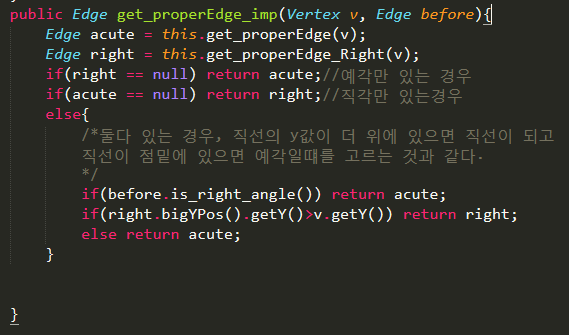 public Edge get_properEdge_imp(Vertex v, Edge before){
Edge acute = this.get_properEdge(v);
Edge right = this.get_properEdge_Right(v);
if(right == null) return acute;//예각만 있는 경우
if(acute == null) return right;//직각만 있는경우
else{
/*둘다 있는 경우, 직선의 y값이 더 위에 있으면 직선이 되고
직선이 점밑에 있으면 예각일때를 고르는 것과 같다.
*/
if(before.is_right_angle()) return acute;
if(right.bigYPos().getY()>v.getY()) return right;
else return acute;
}
}